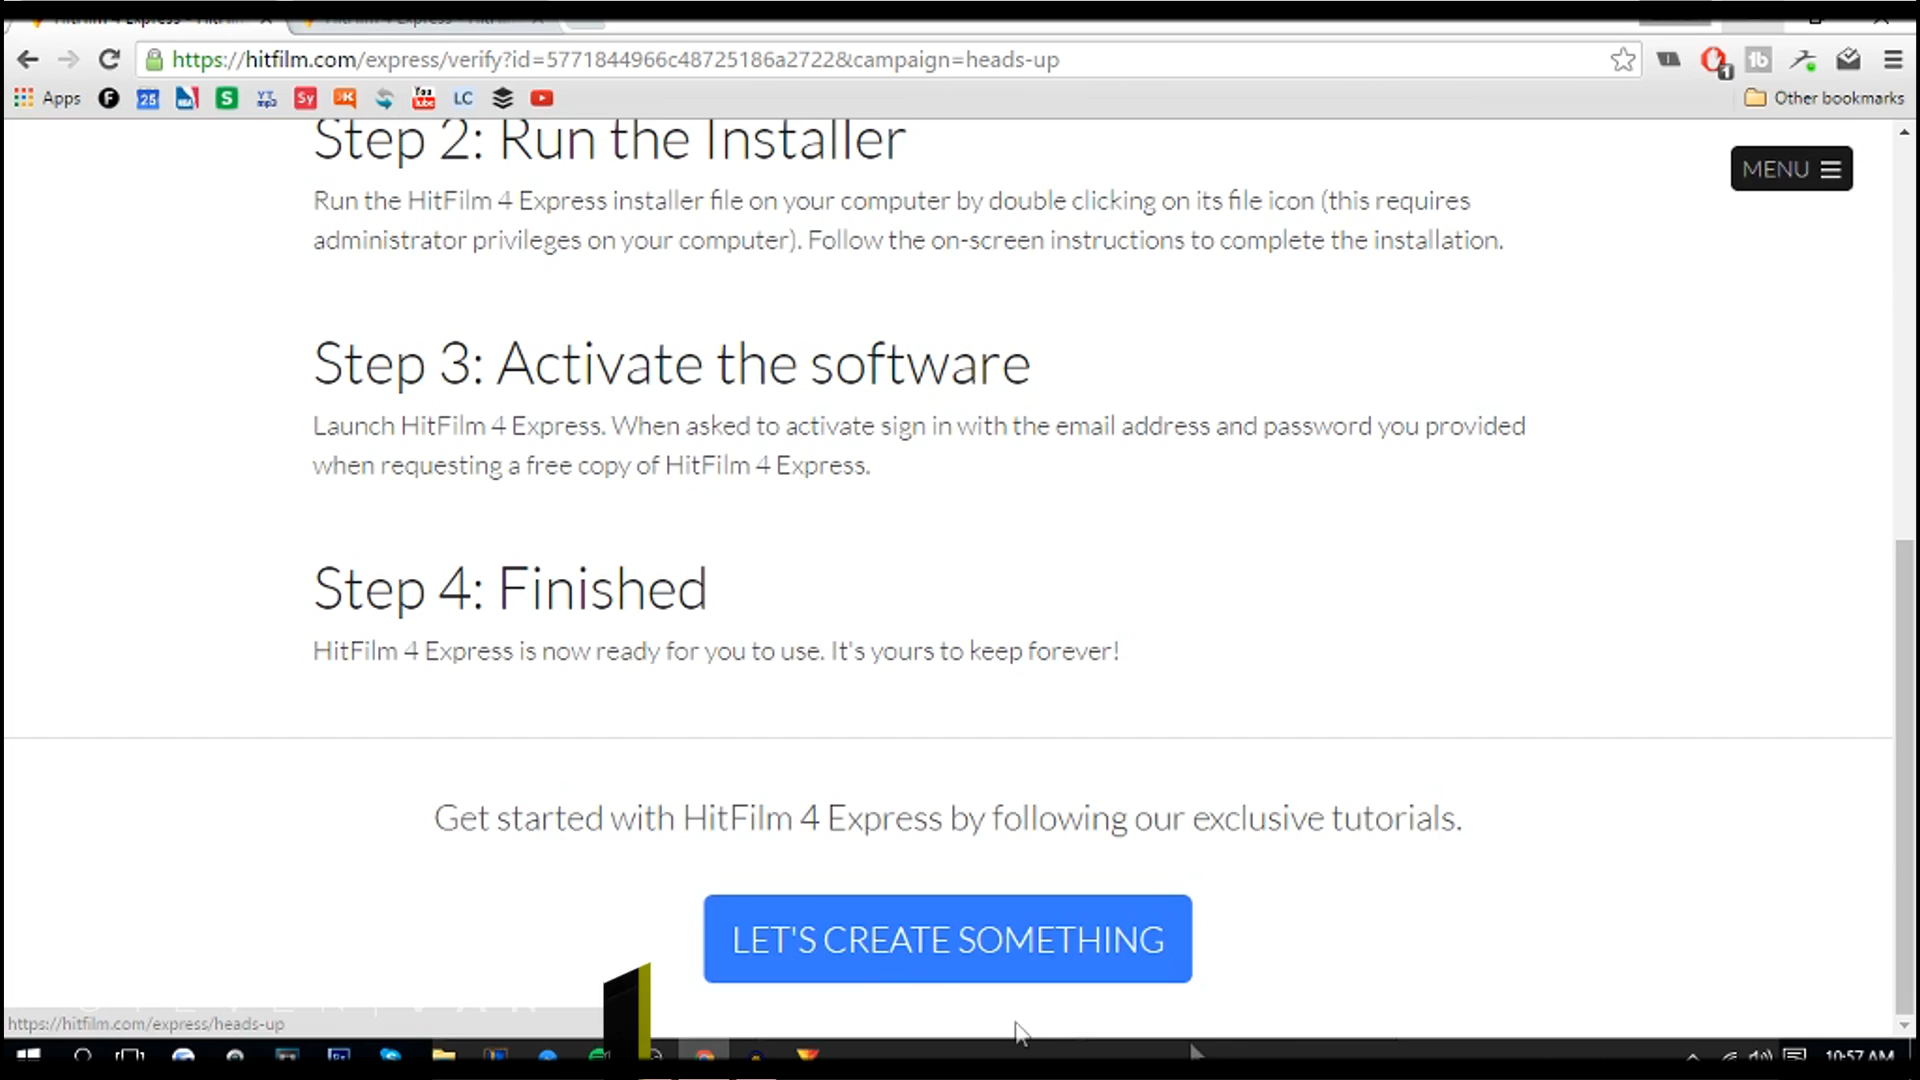 https://hitfilm.com/express/verify?id=5771844966c48725186a2722&campaign=heads-up
Apps
Other bookmarks
MENU
Step 2: Run the Installer
Run the HitFilm 4 Express installer file on your computer by double clicking on its file icon (this requires
administrator privileges on your computer). Follow the on-screen instructions to complete the installation.
Step 3: Activate the software
Launch HitFilm 4 Express. When asked to activate sign in with the email address and password you provided
when requesting a free copy of HitFilm 4 Express.
Step 4: Finished
HitFilm 4 Express is now ready for you to use. It's yours to keep forever!
Get started with HitFilm 4 Express by following our exclusive tutorials.
LET'S CREATE SOMETHING
https://hitfilm.com/express/heads-up
10:57 AM